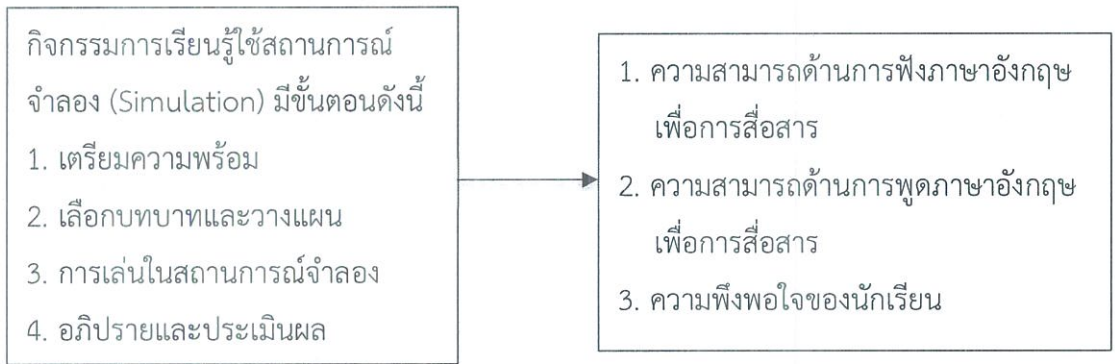 กิจกรรมการเรียนรู้ใช้สถานการณ์
จำลอง (Simulation) มีขั้นตอนดังนี้
1. เตรียมความพร้อม
2. เลือกบทบาทและวางแผน
3. การเล่นในสถานการณ์จำลอง
4. อภิปรายและประเมินผล
1. ความสามารถด้านการฟังภาษาอังกฤษ
เพื่อการสื่อสาร
2. ความสามารถด้านการพูดภาษาอังกฤษ
เพื่อการสื่อสาร
3. ความพึงพอใจของนักเรียน